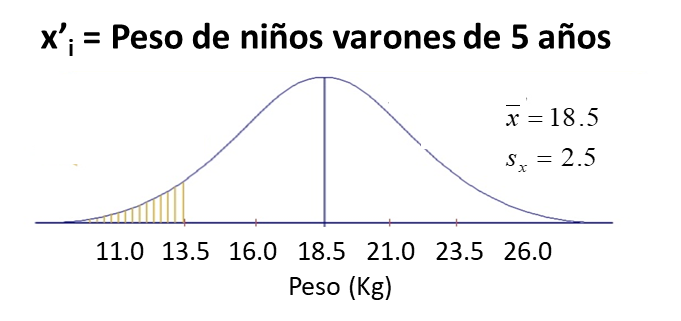 x’i = Peso de niños varones de 5 años
x̅ = 18.5
sx = 2.5
11.0 13.5 16.0 18.5 21.0 23.5 26.0
Peso (Kg)